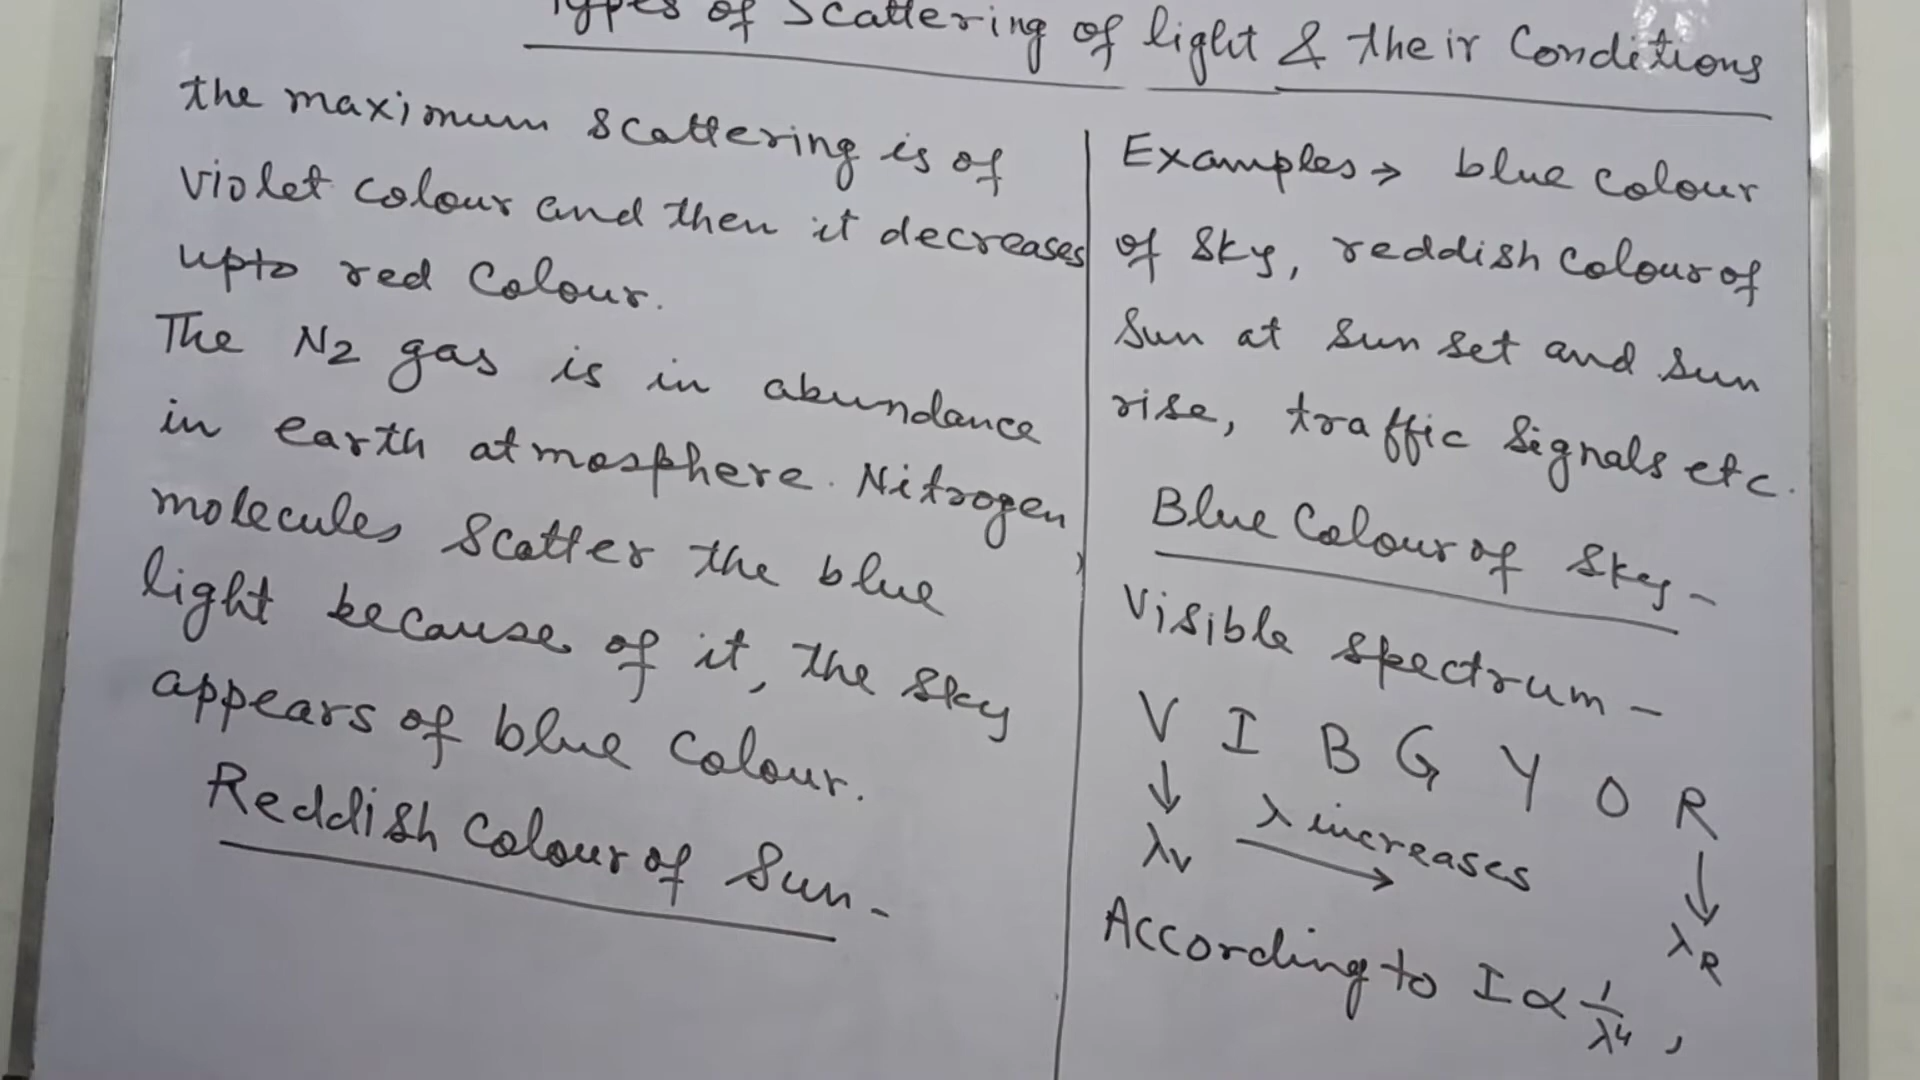 Types of Scattering of light & their Conditions
the maximum scattering is of
violet colour and then it decreases
upto red colour.
The N2 gas is in abundance
in earth atmosphere. Nitrogen
molecules scatter the blue
light because of it, the sky
appears of blue colour.
Reddish Colour of Sun-
Examples → blue colour
of sky, reddish colour of
Sun at sun set and sun
rise, traffic signals etc.
Blue Colour of Sky-
Visible spectrum-
V I B G Y O R
↓ λ increases ↓
λv → λR
According to I ∝ 1/λ⁴,